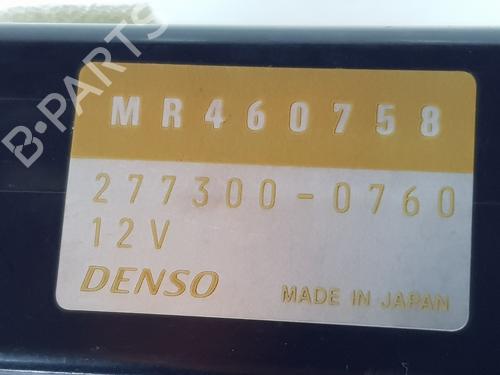 MR460758
277300-0760
12V
DENSO
MADE IN JAPAN
B-PARTS